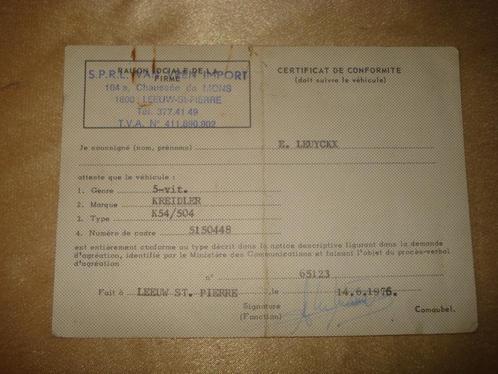 RAISON SOCIALE DE LA
FIRME
S.P.R.L. IMPORT
104 a, Chaussée de MONS
1600 LEEUW-St-PIERRE
Tél. 377.41.49
T.V.A. N° 411.890.902
CERTIFICAT DE CONFORMITE
(doit suivre le véhicule)
Je soussigné (nom, prénoms) E. LEUYCKX
atteste que le véhicule :
1. Genre 5-vit.
2. Marque KREIDLER
3. Type K54/504
4. Numéro de cadre 5150448
est entièrement conforme au type décrit dans la notice descriptive figurant dans la demande
d'agréation, identifié par le Ministère des Communications et faisant l'objet du procès-verbal
d'agréation
n° 65123
Fait à LEEUW ST. PIERRE, le 14.6.1976.
Signature
(Fonction)
Comaubel.